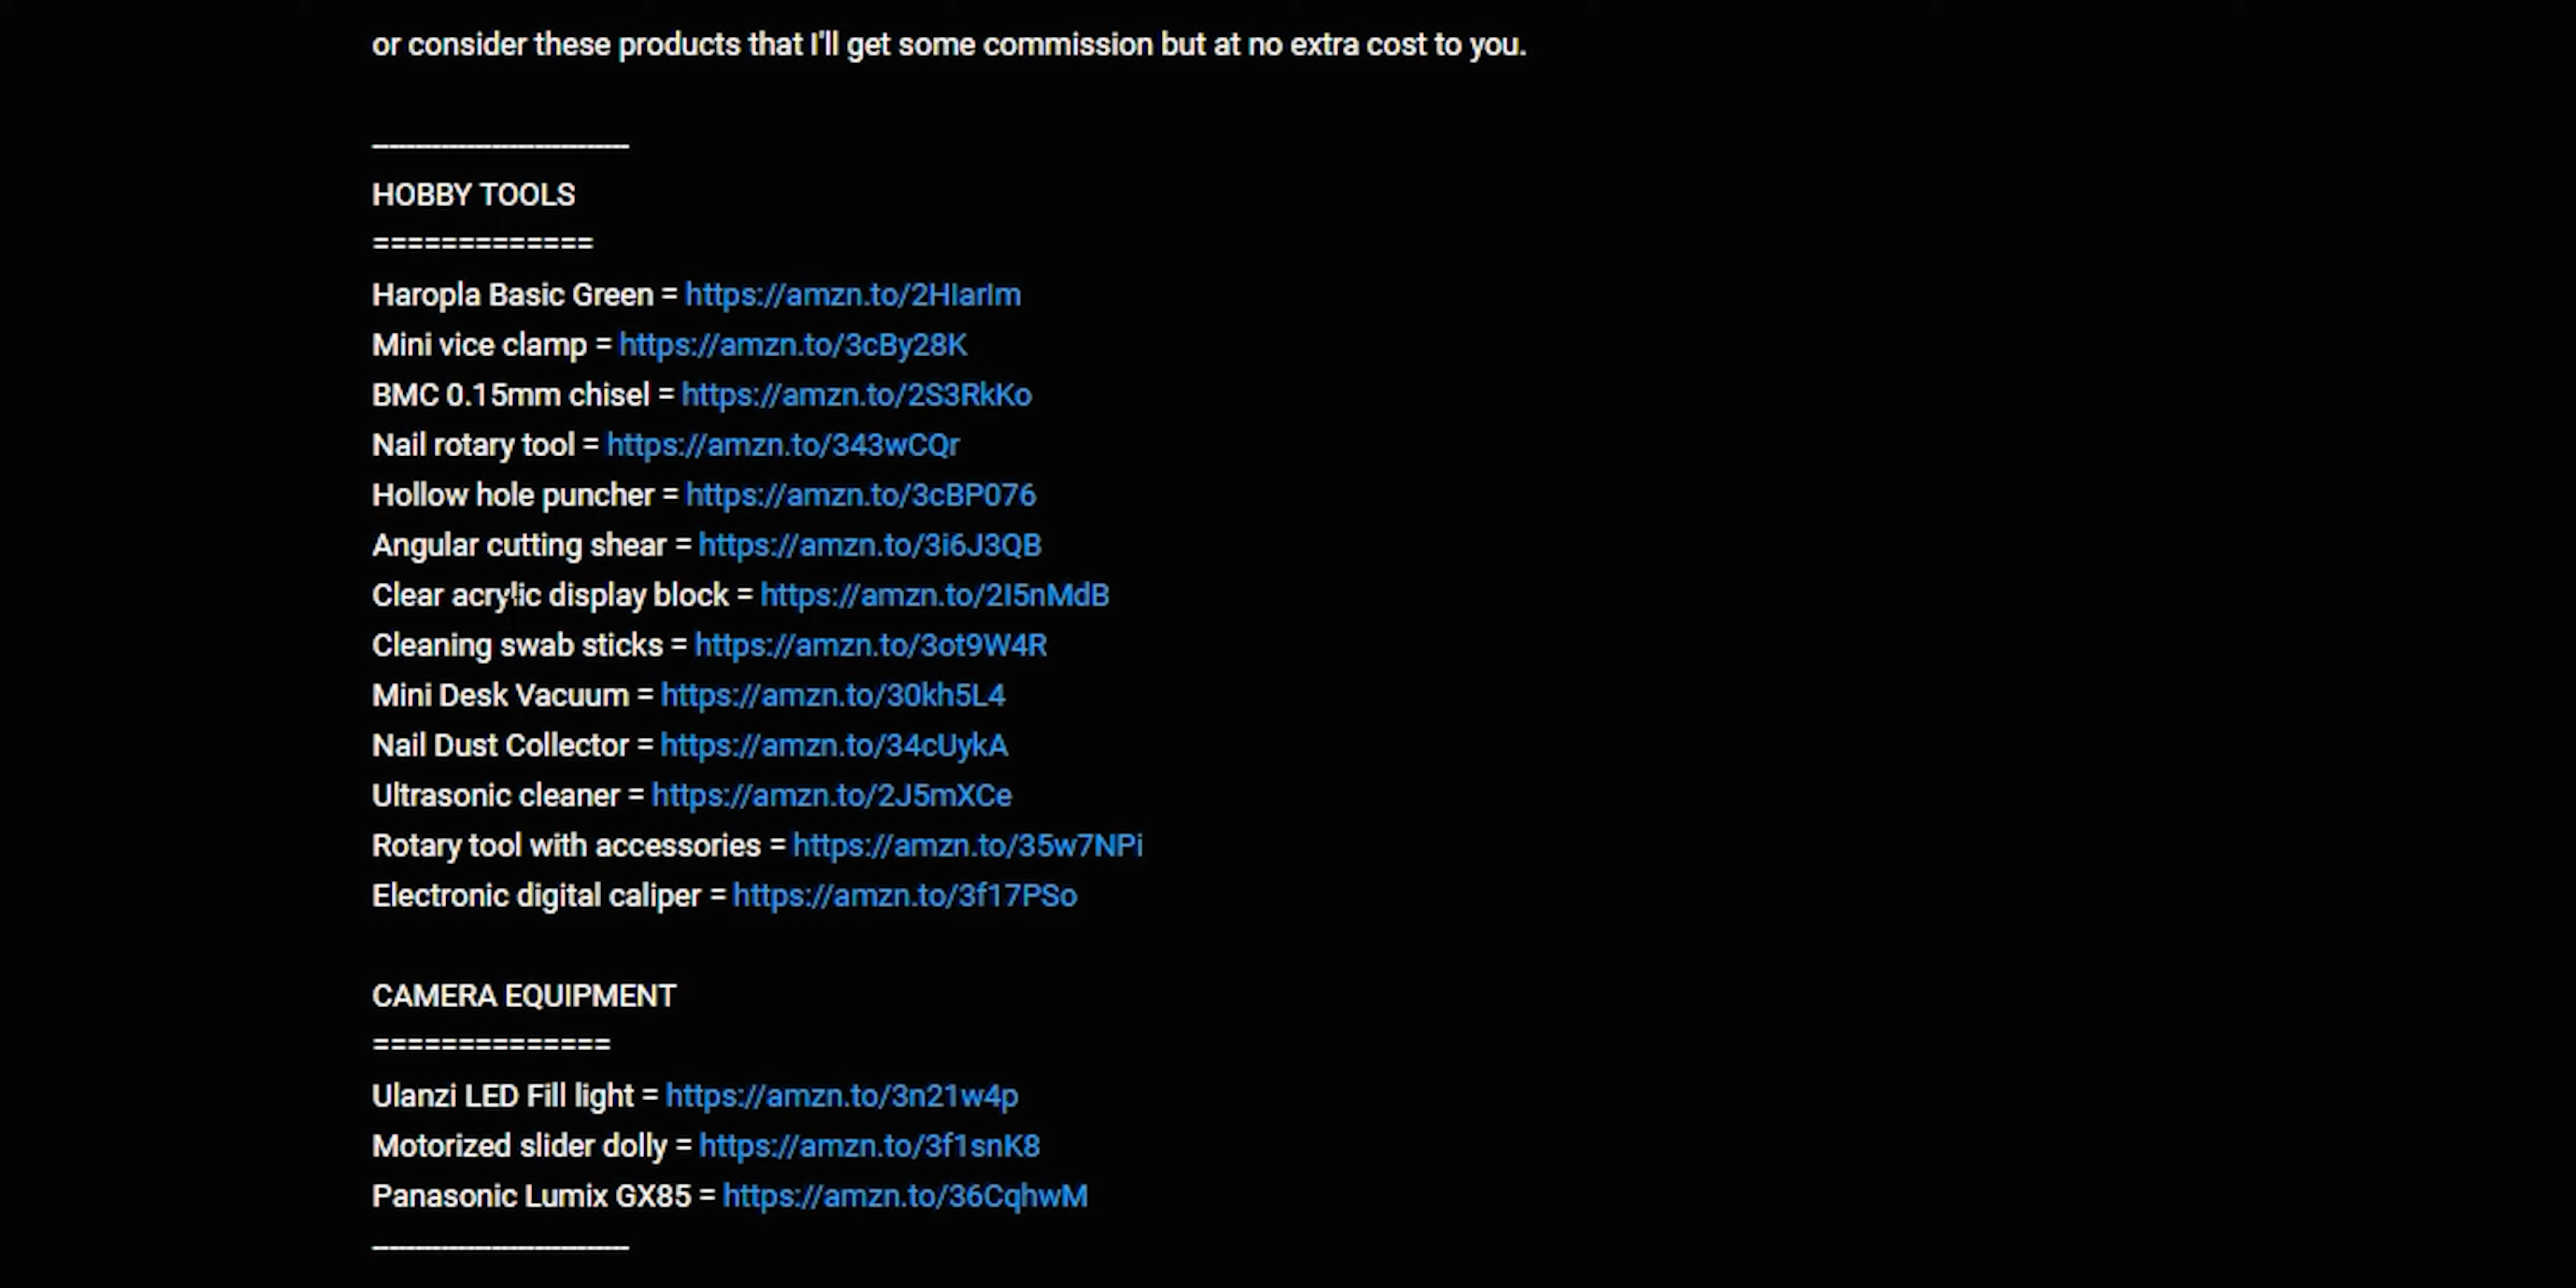 or consider these products that I'll get some commission but at no extra cost to you.
------------------------------
HOBBY TOOLS
=============
Haropla Basic Green = https://amzn.to/2HIarIm
Mini vice clamp = https://amzn.to/3cBy28K
BMC 0.15mm chisel = https://amzn.to/2S3RkKo
Nail rotary tool = https://amzn.to/343wCQr
Hollow hole puncher = https://amzn.to/3cBP076
Angular cutting shear = https://amzn.to/3i6J3QB
Clear acrylic display block = https://amzn.to/2I5nMdB
Cleaning swab sticks = https://amzn.to/3ot9W4R
Mini Desk Vacuum = https://amzn.to/30kh5L4
Nail Dust Collector = https://amzn.to/34cUykA
Ultrasonic cleaner = https://amzn.to/2J5mXCe
Rotary tool with accessories = https://amzn.to/35w7NPi
Electronic digital caliper = https://amzn.to/3f17PSo
CAMERA EQUIPMENT
==============
Ulanzi LED Fill light = https://amzn.to/3n21w4p
Motorized slider dolly = https://amzn.to/3f1snK8
Panasonic Lumix GX85 = https://amzn.to/36CqhwM
------------------------------